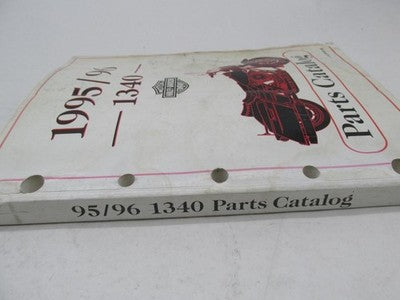 1995/96
— 1340 —
Parts Catalog
95/96 1340 Parts Catalog